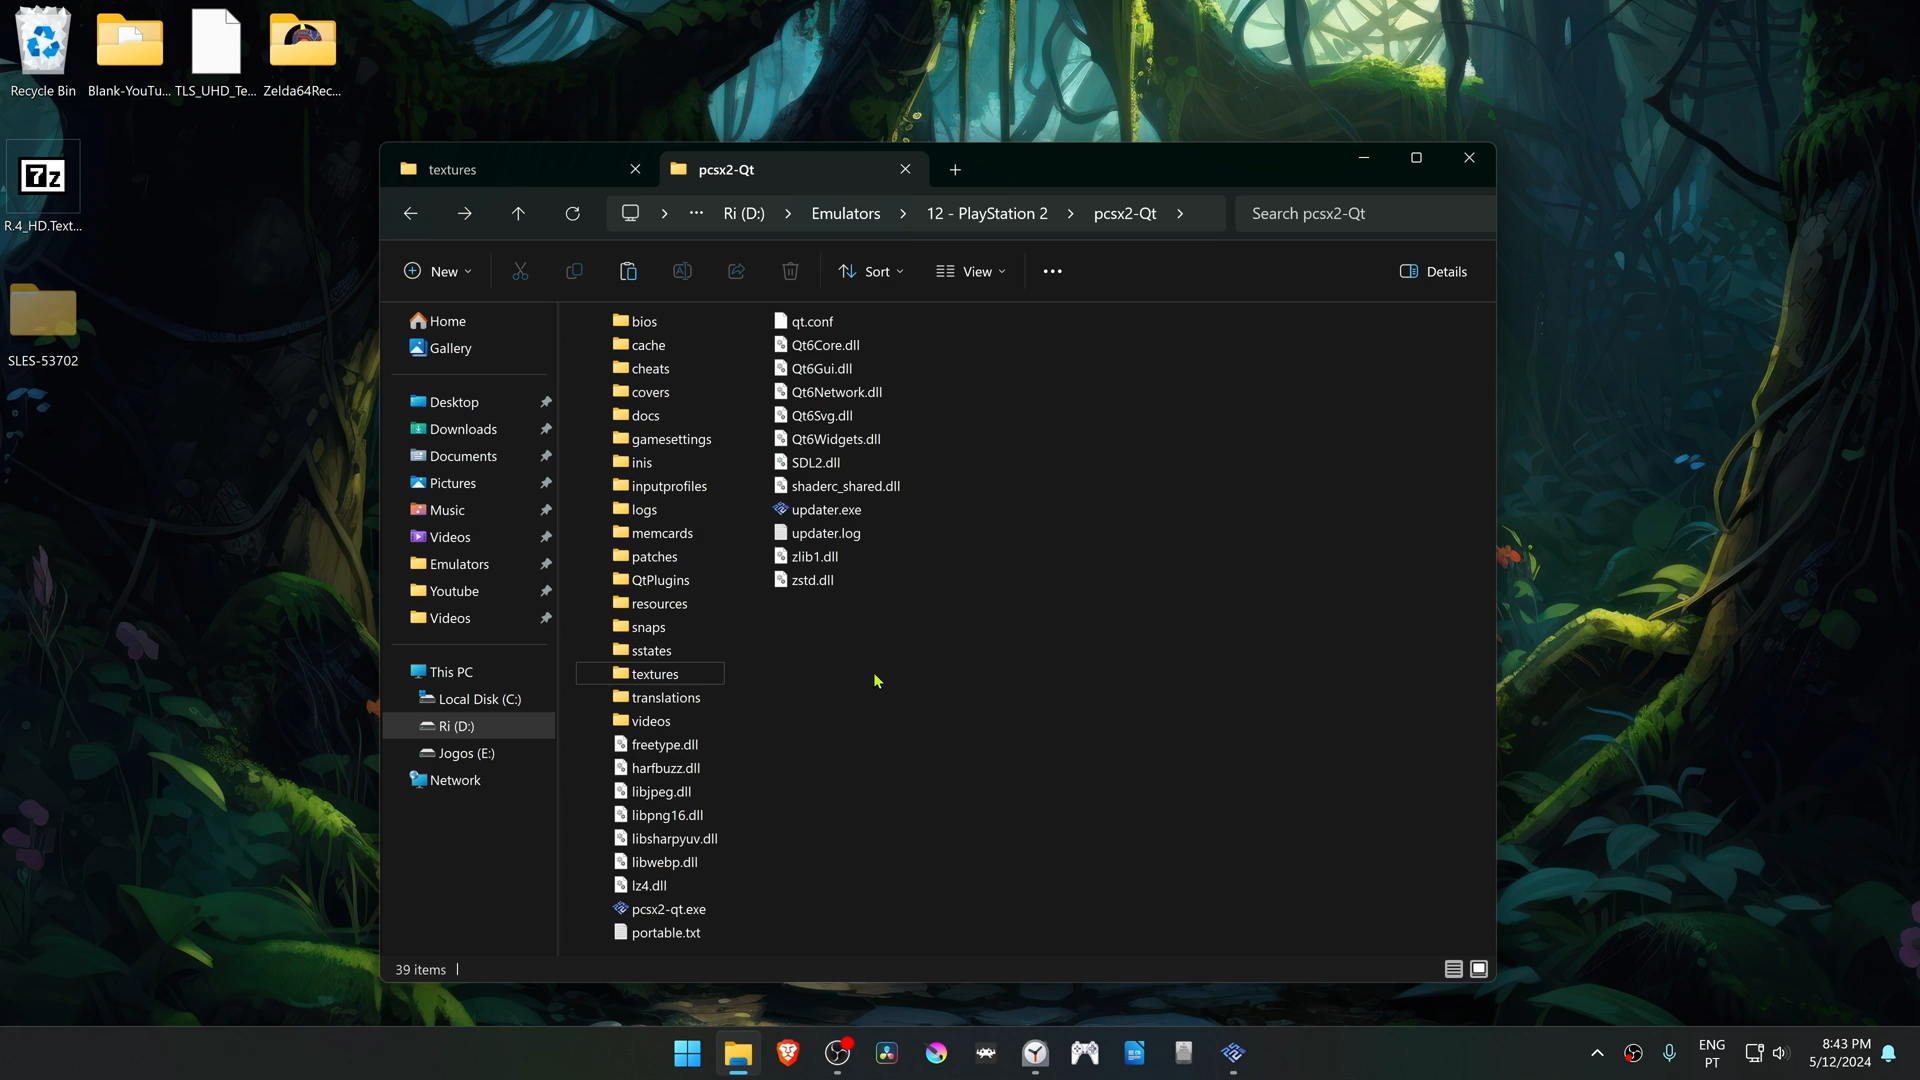 Recycle Bin
Blank-YouTu...
TLS_UHD_Te...
Zelda64Rec...
7z
R.4_HD.Text...
SLES-53702
textures
pcsx2-Qt
Ri (D:)
Emulators
12 - PlayStation 2
pcsx2-Qt
Search pcsx2-Qt
New
Sort
View
Details
Home
Gallery
Desktop
Downloads
Documents
Pictures
Music
Videos
Emulators
Youtube
Videos
This PC
Local Disk (C:)
Ri (D:)
Jogos (E:)
Network
bios
cache
cheats
covers
docs
gamesettings
inis
inputprofiles
logs
memcards
patches
QtPlugins
resources
snaps
sstates
textures
translations
videos
freetype.dll
harfbuzz.dll
libjpeg.dll
libpng16.dll
libsharpyuv.dll
libwebp.dll
lz4.dll
pcsx2-qt.exe
portable.txt
qt.conf
Qt6Core.dll
Qt6Gui.dll
Qt6Network.dll
Qt6Svg.dll
Qt6Widgets.dll
SDL2.dll
shaderc_shared.dll
updater.exe
updater.log
zlib1.dll
zstd.dll
39 items
ENG
PT
8:43 PM
5/12/2024